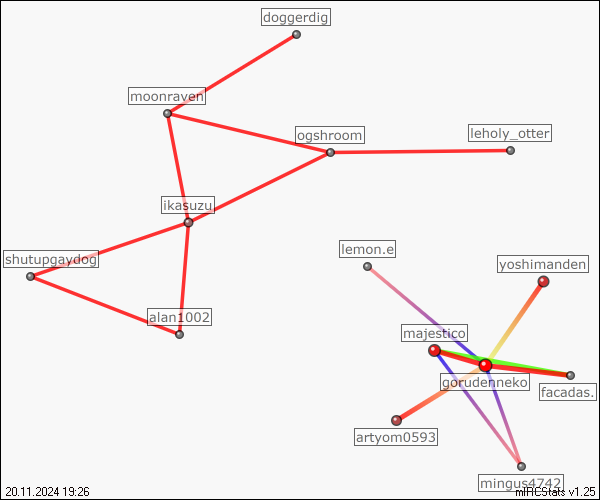 doggerdig
moonraven
ogshroom
leholy_otter
ikasuzu
lemon.e
shutupgaydog
yoshimanden
alan1002
majestico
gorudenneko
facadas.
artyom0593
mingus4742
20.11.2024 19:26
mIRCStats v1.25